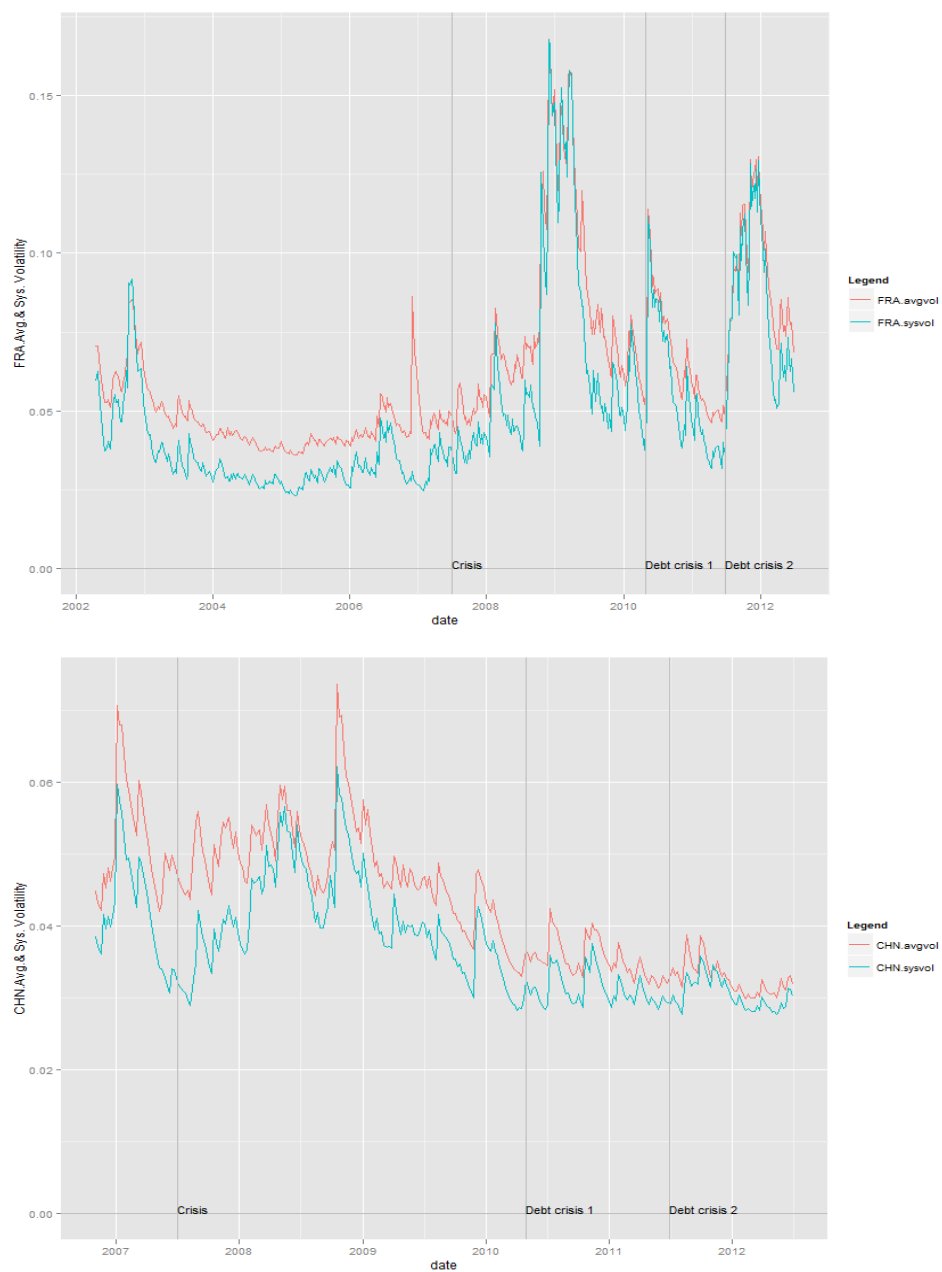 FRA.Avg.& Sys. Volatility
0.15
0.10
0.05
0.00
Crisis
Debt crisis 1
Debt crisis 2
2002
2004
2006
2008
2010
2012
date
Legend
FRA.avgvol
FRA.sysvol
CHN.Avg.& Sys. Volatility
0.06
0.04
0.02
0.00
Crisis
Debt crisis 1
Debt crisis 2
2007
2008
2009
2010
2011
2012
date
Legend
CHN.avgvol
CHN.sysvol